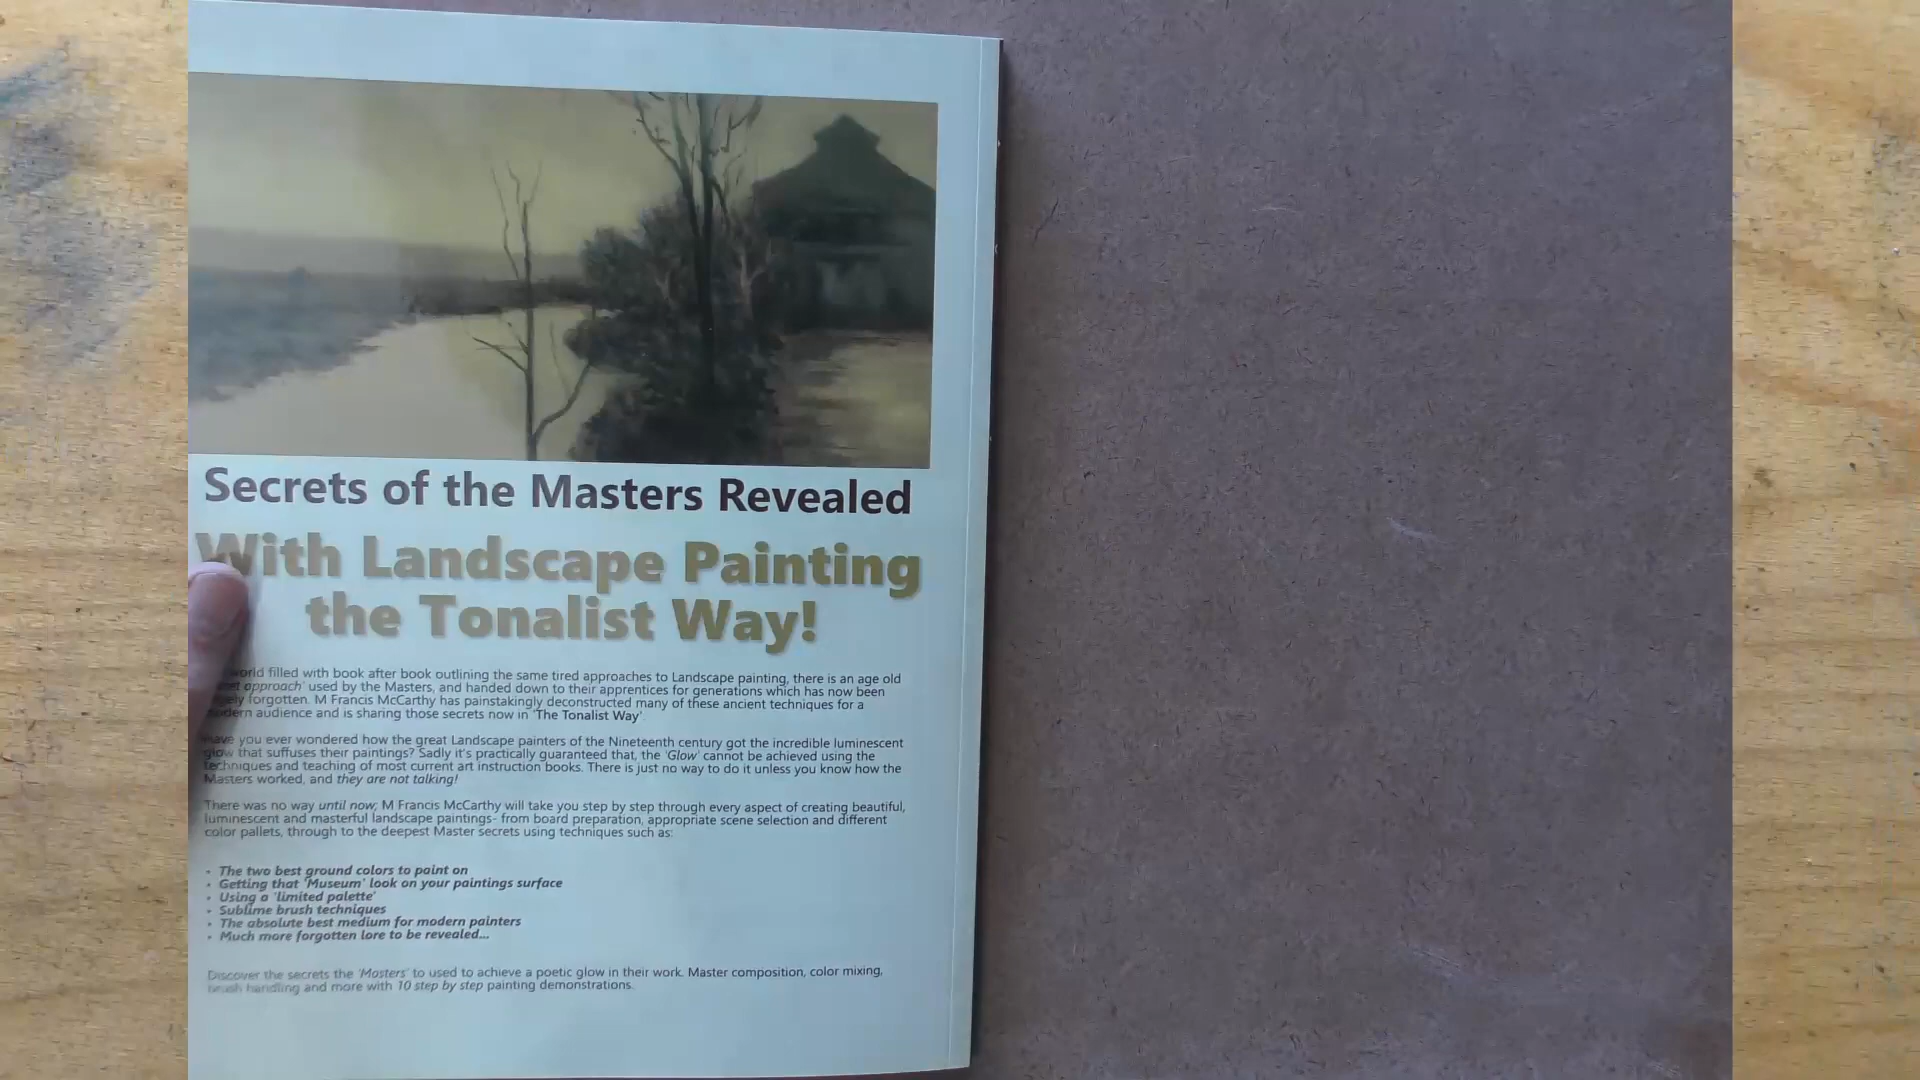 Secrets of the Masters Revealed
With Landscape Painting
the Tonalist Way!
world filled with book after book outlining the same tired approaches to Landscape painting, there is an age old
approach' used by the Masters, and handed down to their apprentices for generations which has now been
forgotten. M Francis McCarthy has painstakingly deconstructed many of these ancient techniques for a
modern audience and is sharing those secrets now in 'The Tonalist Way'
Have you ever wondered how the great Landscape painters of the Nineteenth century got the incredible luminescent
glow that suffuses their paintings? Sadly it's practically guaranteed that, the 'Glow' cannot be achieved using the
techniques and teaching of most current art instruction books. There is just no way to do it unless you know how the
Masters worked, and they are not talking!
There was no way until now; M Francis McCarthy will take you step by step through every aspect of creating beautiful,
luminescent and masterful landscape paintings- from board preparation, appropriate scene selection and different
color pallets, through to the deepest Master secrets using techniques such as:
• The two best ground colors to paint on
• Getting that 'Museum' look on your paintings surface
• Using a 'limited palette'
• Sublime brush techniques
• The absolute best medium for modern painters
• Much more forgotten lore to be revealed...
Discover the secrets the 'Masters' to used to achieve a poetic glow in their work. Master composition, color mixing,
brush handling and more with 10 step by step painting demonstrations.